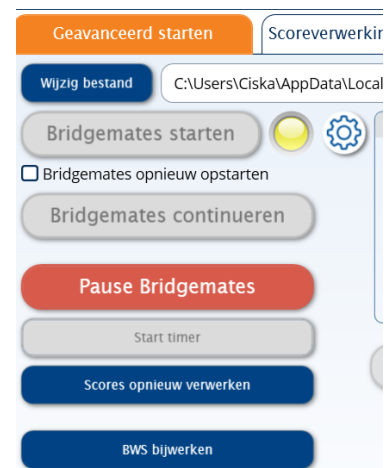 Geavanceerd starten
Scoreverwerkin
Wijzig bestand
C:\Users\Ciska\AppData\Local
Bridgemates starten
Bridgemates opnieuw opstarten
Bridgemates continueren
Pause Bridgemates
Start timer
Scores opnieuw verwerken
BWS bijwerken